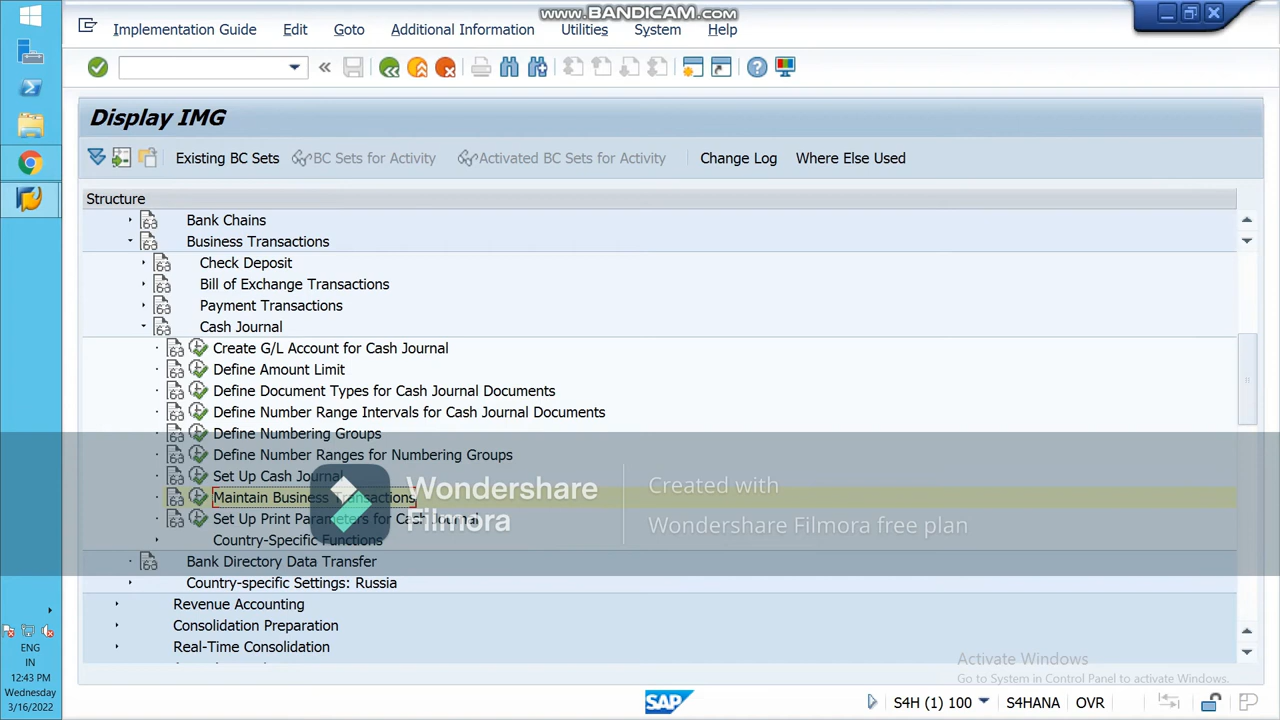 www.BANDICAM.com
Implementation Guide Edit Goto Additional Information Utilities System Help
Display IMG
Existing BC Sets BC Sets for Activity Activated BC Sets for Activity Change Log Where Else Used
Structure
Bank Chains
Business Transactions
Check Deposit
Bill of Exchange Transactions
Payment Transactions
Cash Journal
Create G/L Account for Cash Journal
Define Amount Limit
Define Document Types for Cash Journal Documents
Define Number Range Intervals for Cash Journal Documents
Define Numbering Groups
Define Number Ranges for Numbering Groups
Set Up Cash Journal
Maintain Business Transactions
Set Up Print Parameters for Cash Journal
Country-Specific Functions
Bank Directory Data Transfer
Country-specific Settings: Russia
Revenue Accounting
Consolidation Preparation
Real-Time Consolidation
Wondershare
Filmora
Created with
Wondershare Filmora free plan
Activate Windows
Go to System in Control Panel to activate Windows.
ENG
IN
12:43 PM
Wednesday
3/16/2022
SAP S4H (1) 100 S4HANA OVR